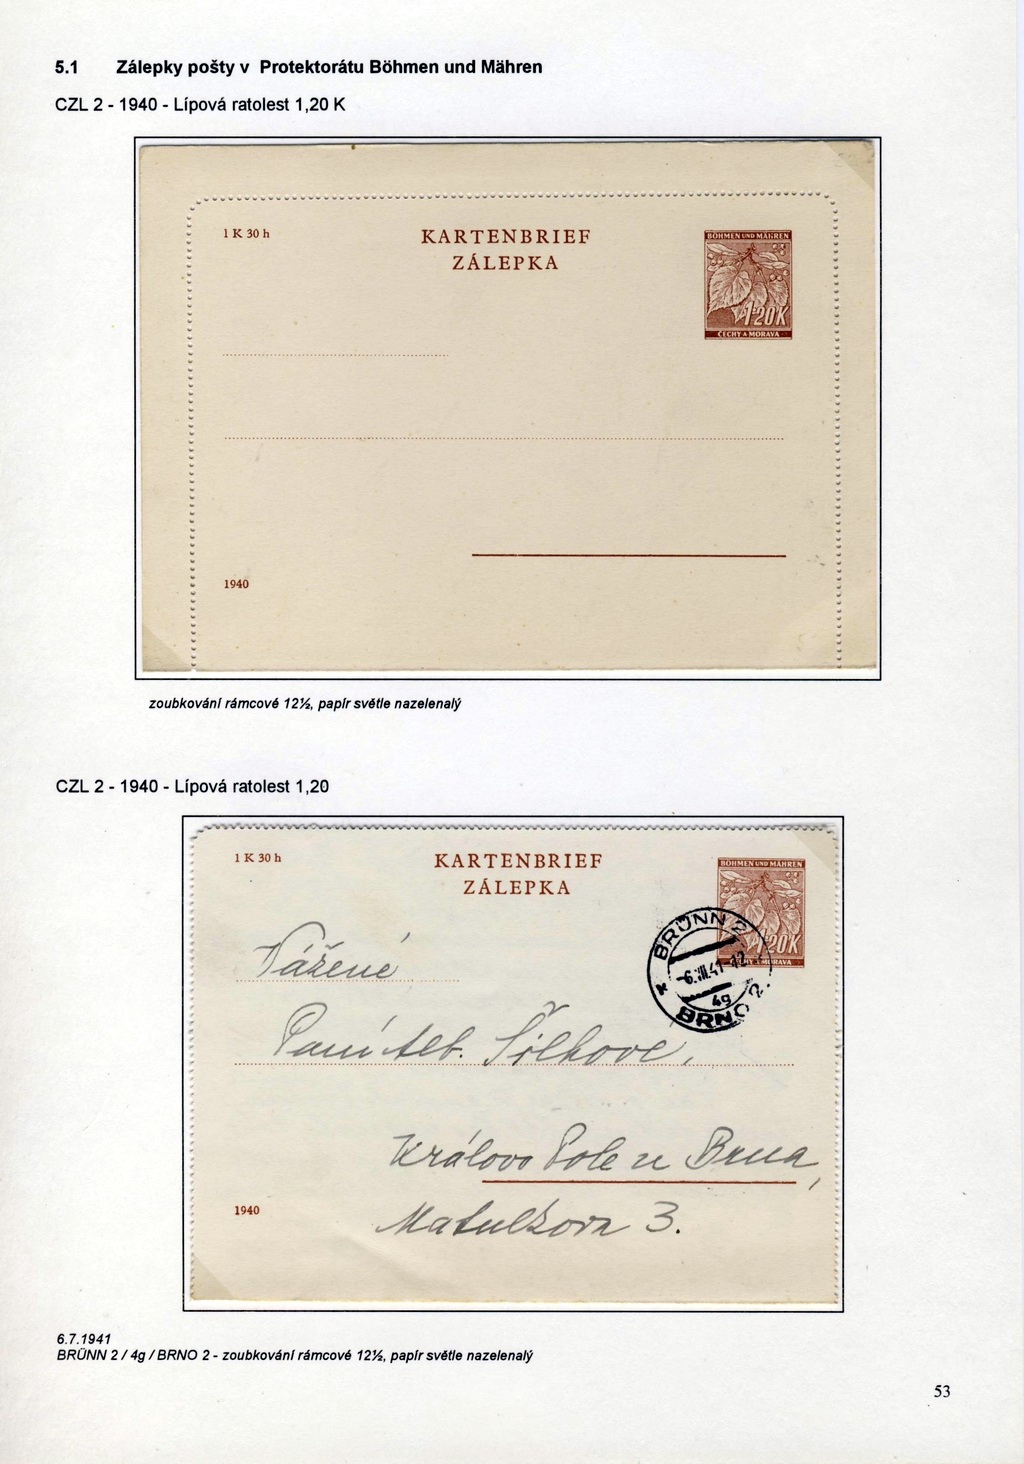 5.1 Zálepky pošty v Protektorátu Böhmen und Mähren
CZL 2 - 1940 - Lípová ratolest 1,20 K
1 K 30 h
KARTENBRIEF
ZÁLEPKA
BÖHMEN UND MÄHREN
1·20K
ČECHY A MORAVA
1940
zoubkování rámcové 12½, papír světle nazelenalý
CZL 2 - 1940 - Lípová ratolest 1,20
1 K 30 h
KARTENBRIEF
ZÁLEPKA
BÖHMEN UND MÄHREN
20K
MORAVA
BRÜNN 2
41-12
4g
BRNO 2
Vážené
Paní
Šilhové,
Královo Pole u Brna,
Matulkova 3.
1940
6.7.1941
BRÜNN 2 / 4g / BRNO 2 - zoubkování rámcové 12½, papír světle nazelenalý
53